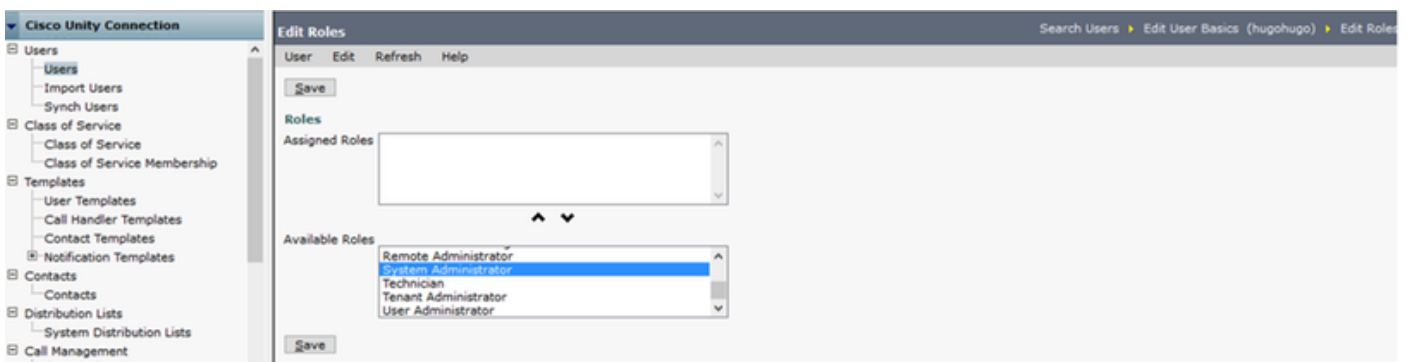 Cisco Unity Connection
Users
Users
Import Users
Synch Users
Class of Service
Class of Service
Class of Service Membership
Templates
User Templates
Call Handler Templates
Contact Templates
Notification Templates
Contacts
Contacts
Distribution Lists
System Distribution Lists
Call Management
Edit Roles
Search Users Edit User Basics (hugohugo) Edit Roles
User Edit Refresh Help
Save
Roles
Assigned Roles
Available Roles
Remote Administrator
System Administrator
Technician
Tenant Administrator
User Administrator
Save